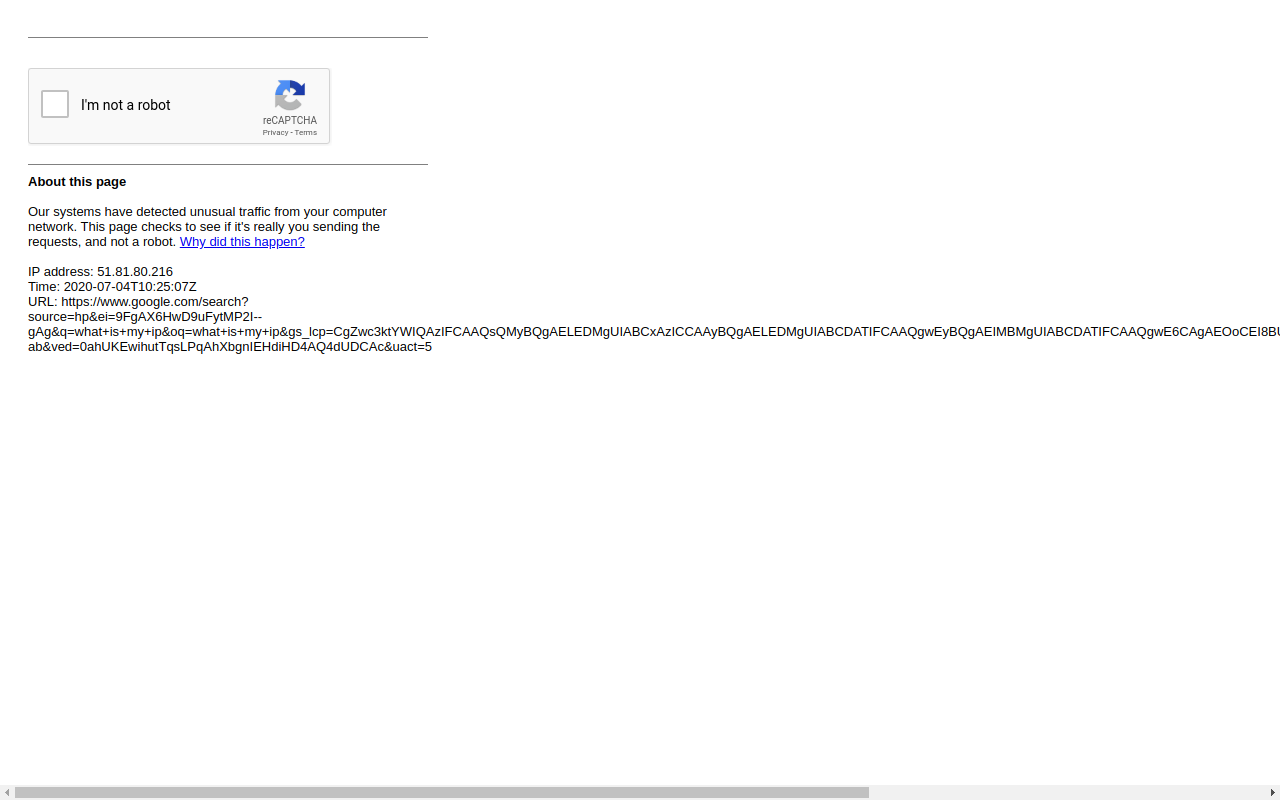 I'm not a robot
reCAPTCHA
Privacy - Terms
About this page
Our systems have detected unusual traffic from your computer
network. This page checks to see if it's really you sending the
requests, and not a robot. Why did this happen?
IP address: 51.81.80.216
Time: 2020-07-04T10:25:07Z
URL: https://www.google.com/search?
source=hp&ei=9FgAX6HwD9uFytMP2I--
gAg&q=what+is+my+ip&oq=what+is+my+ip&gs_lcp=CgZwc3ktYWIQAzIFCAAQsQMyBQgAELEDMgUIABCxAzICCAAyBQgAELEDMgUIABCDATIFCAAQgwEyBQgAEIMBMgUIABCDATIFCAAQgwE6CAgAEOoCEI8BU
ab&ved=0ahUKEwihutTqsLPqAhXbgnIEHdiHD4AQ4dUDCAc&uact=5